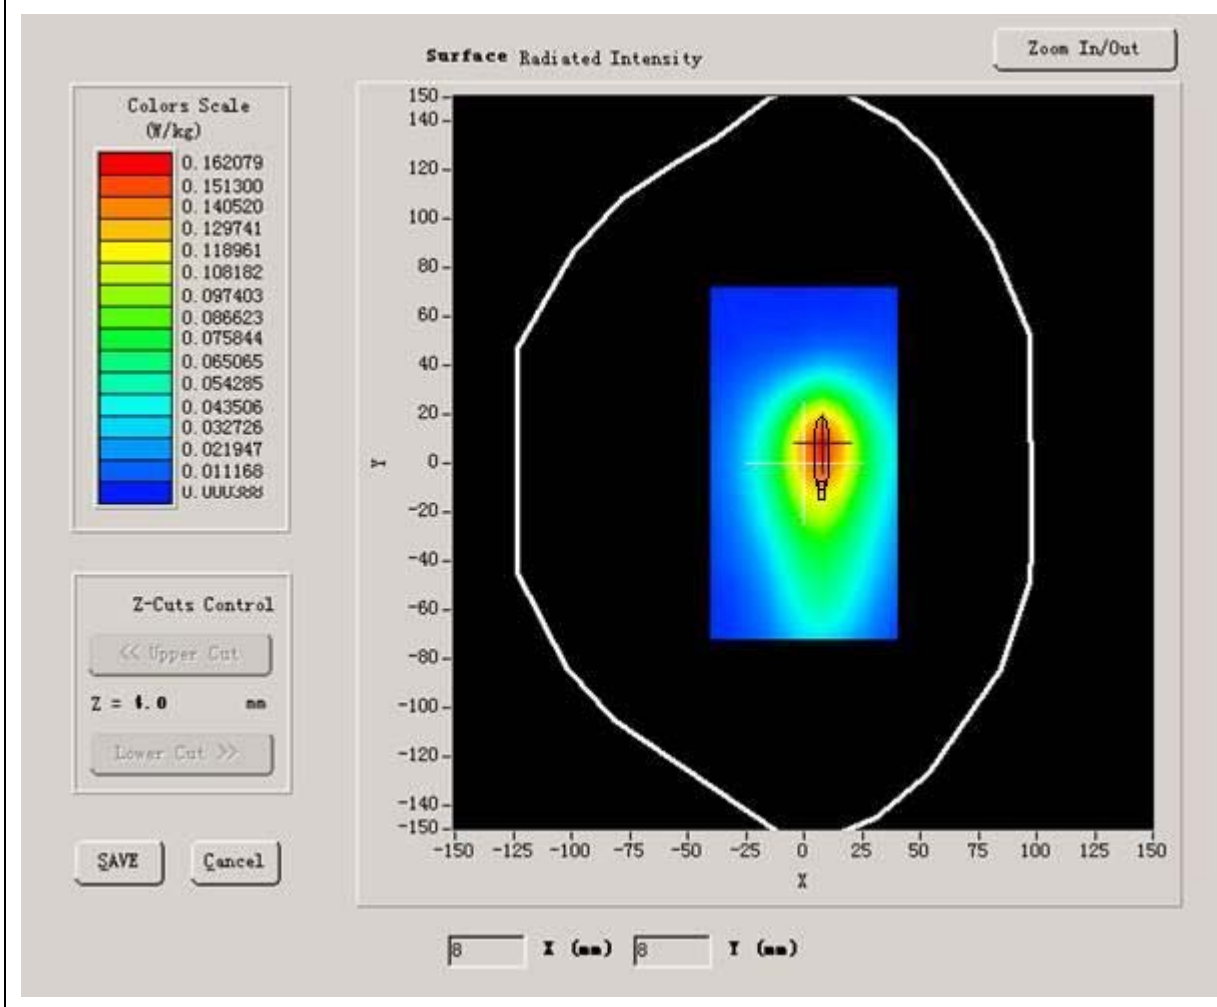 Surface Radiated Intensity
Zoom In/Out
Colors Scale
(W/kg)
0.162079
0.151300
0.140520
0.129741
0.118961
0.108182
0.097403
0.086623
0.075844
0.065065
0.054285
0.043506
0.032726
0.021947
0.011168
0.000388
150
140
120
100
80
60
40
20
0
-20
-40
-60
-80
-100
-120
-140
-150
Y
-150 -125 -100 -75 -50 -25 0 25 50 75 100 125 150
X
Z-Cuts Control
<< Upper Cut
Z = .0 mm
Lower Cut >>
SAVE Cancel
8 X (mm) 8 Y (mm)